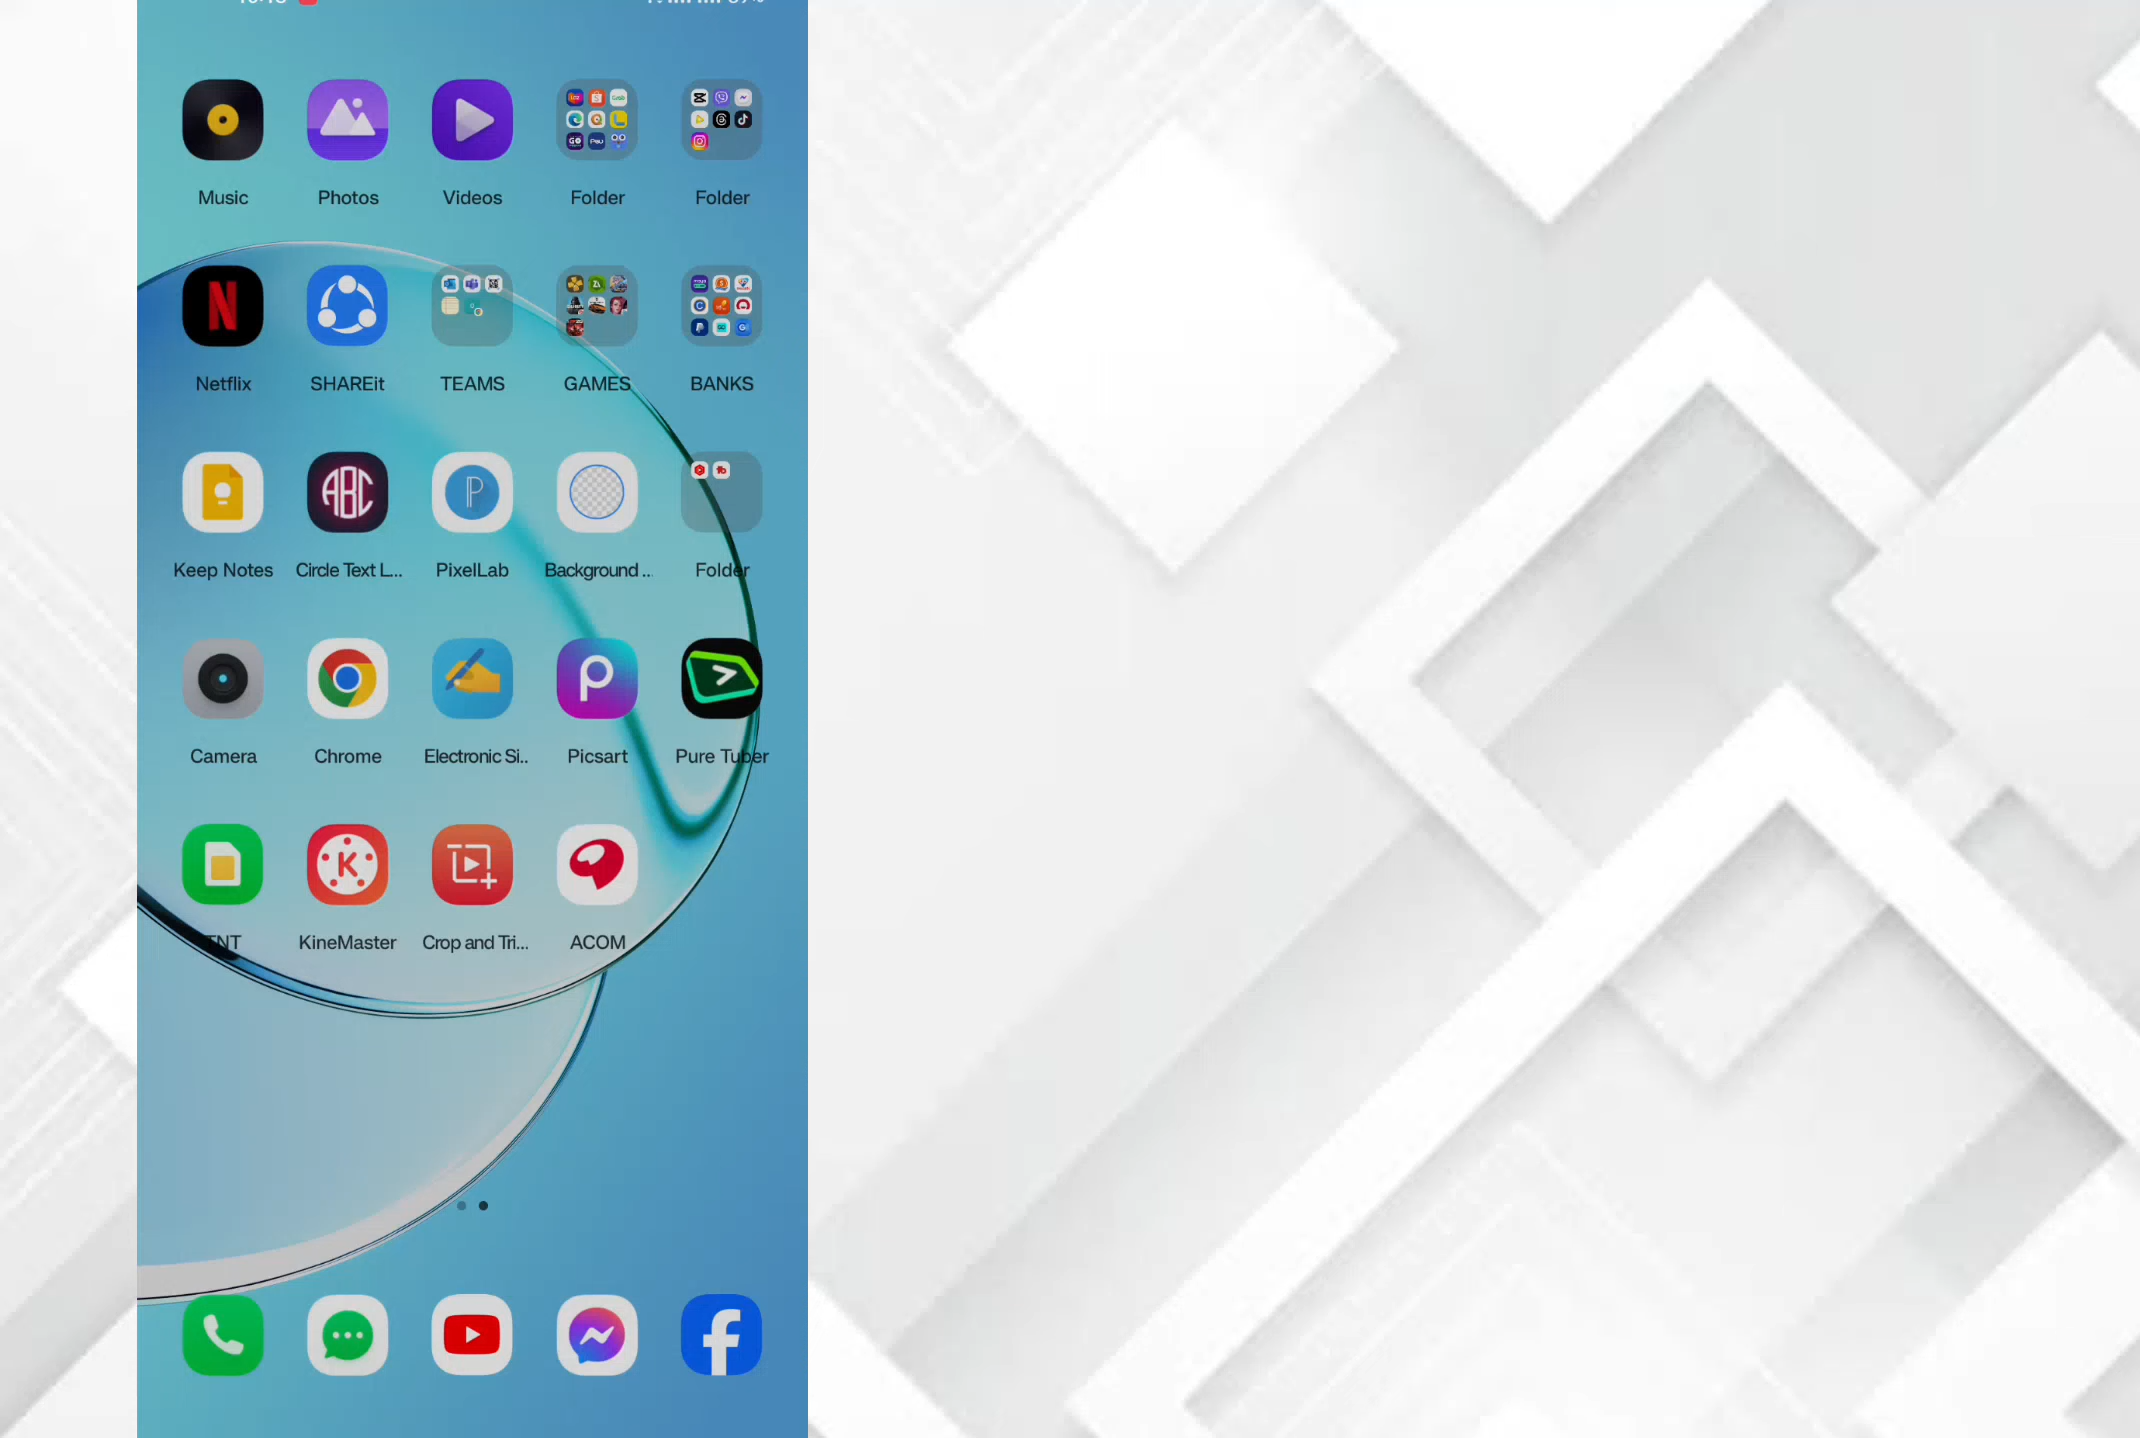 Music Photos Videos Folder Folder
Netflix SHAREit TEAMS GAMES BANKS
Keep Notes Circle Text L... PixelLab Background ... Folder
Camera Chrome Electronic Si.. Picsart Pure Tuber
TNT KineMaster Crop and Tri... ACOM